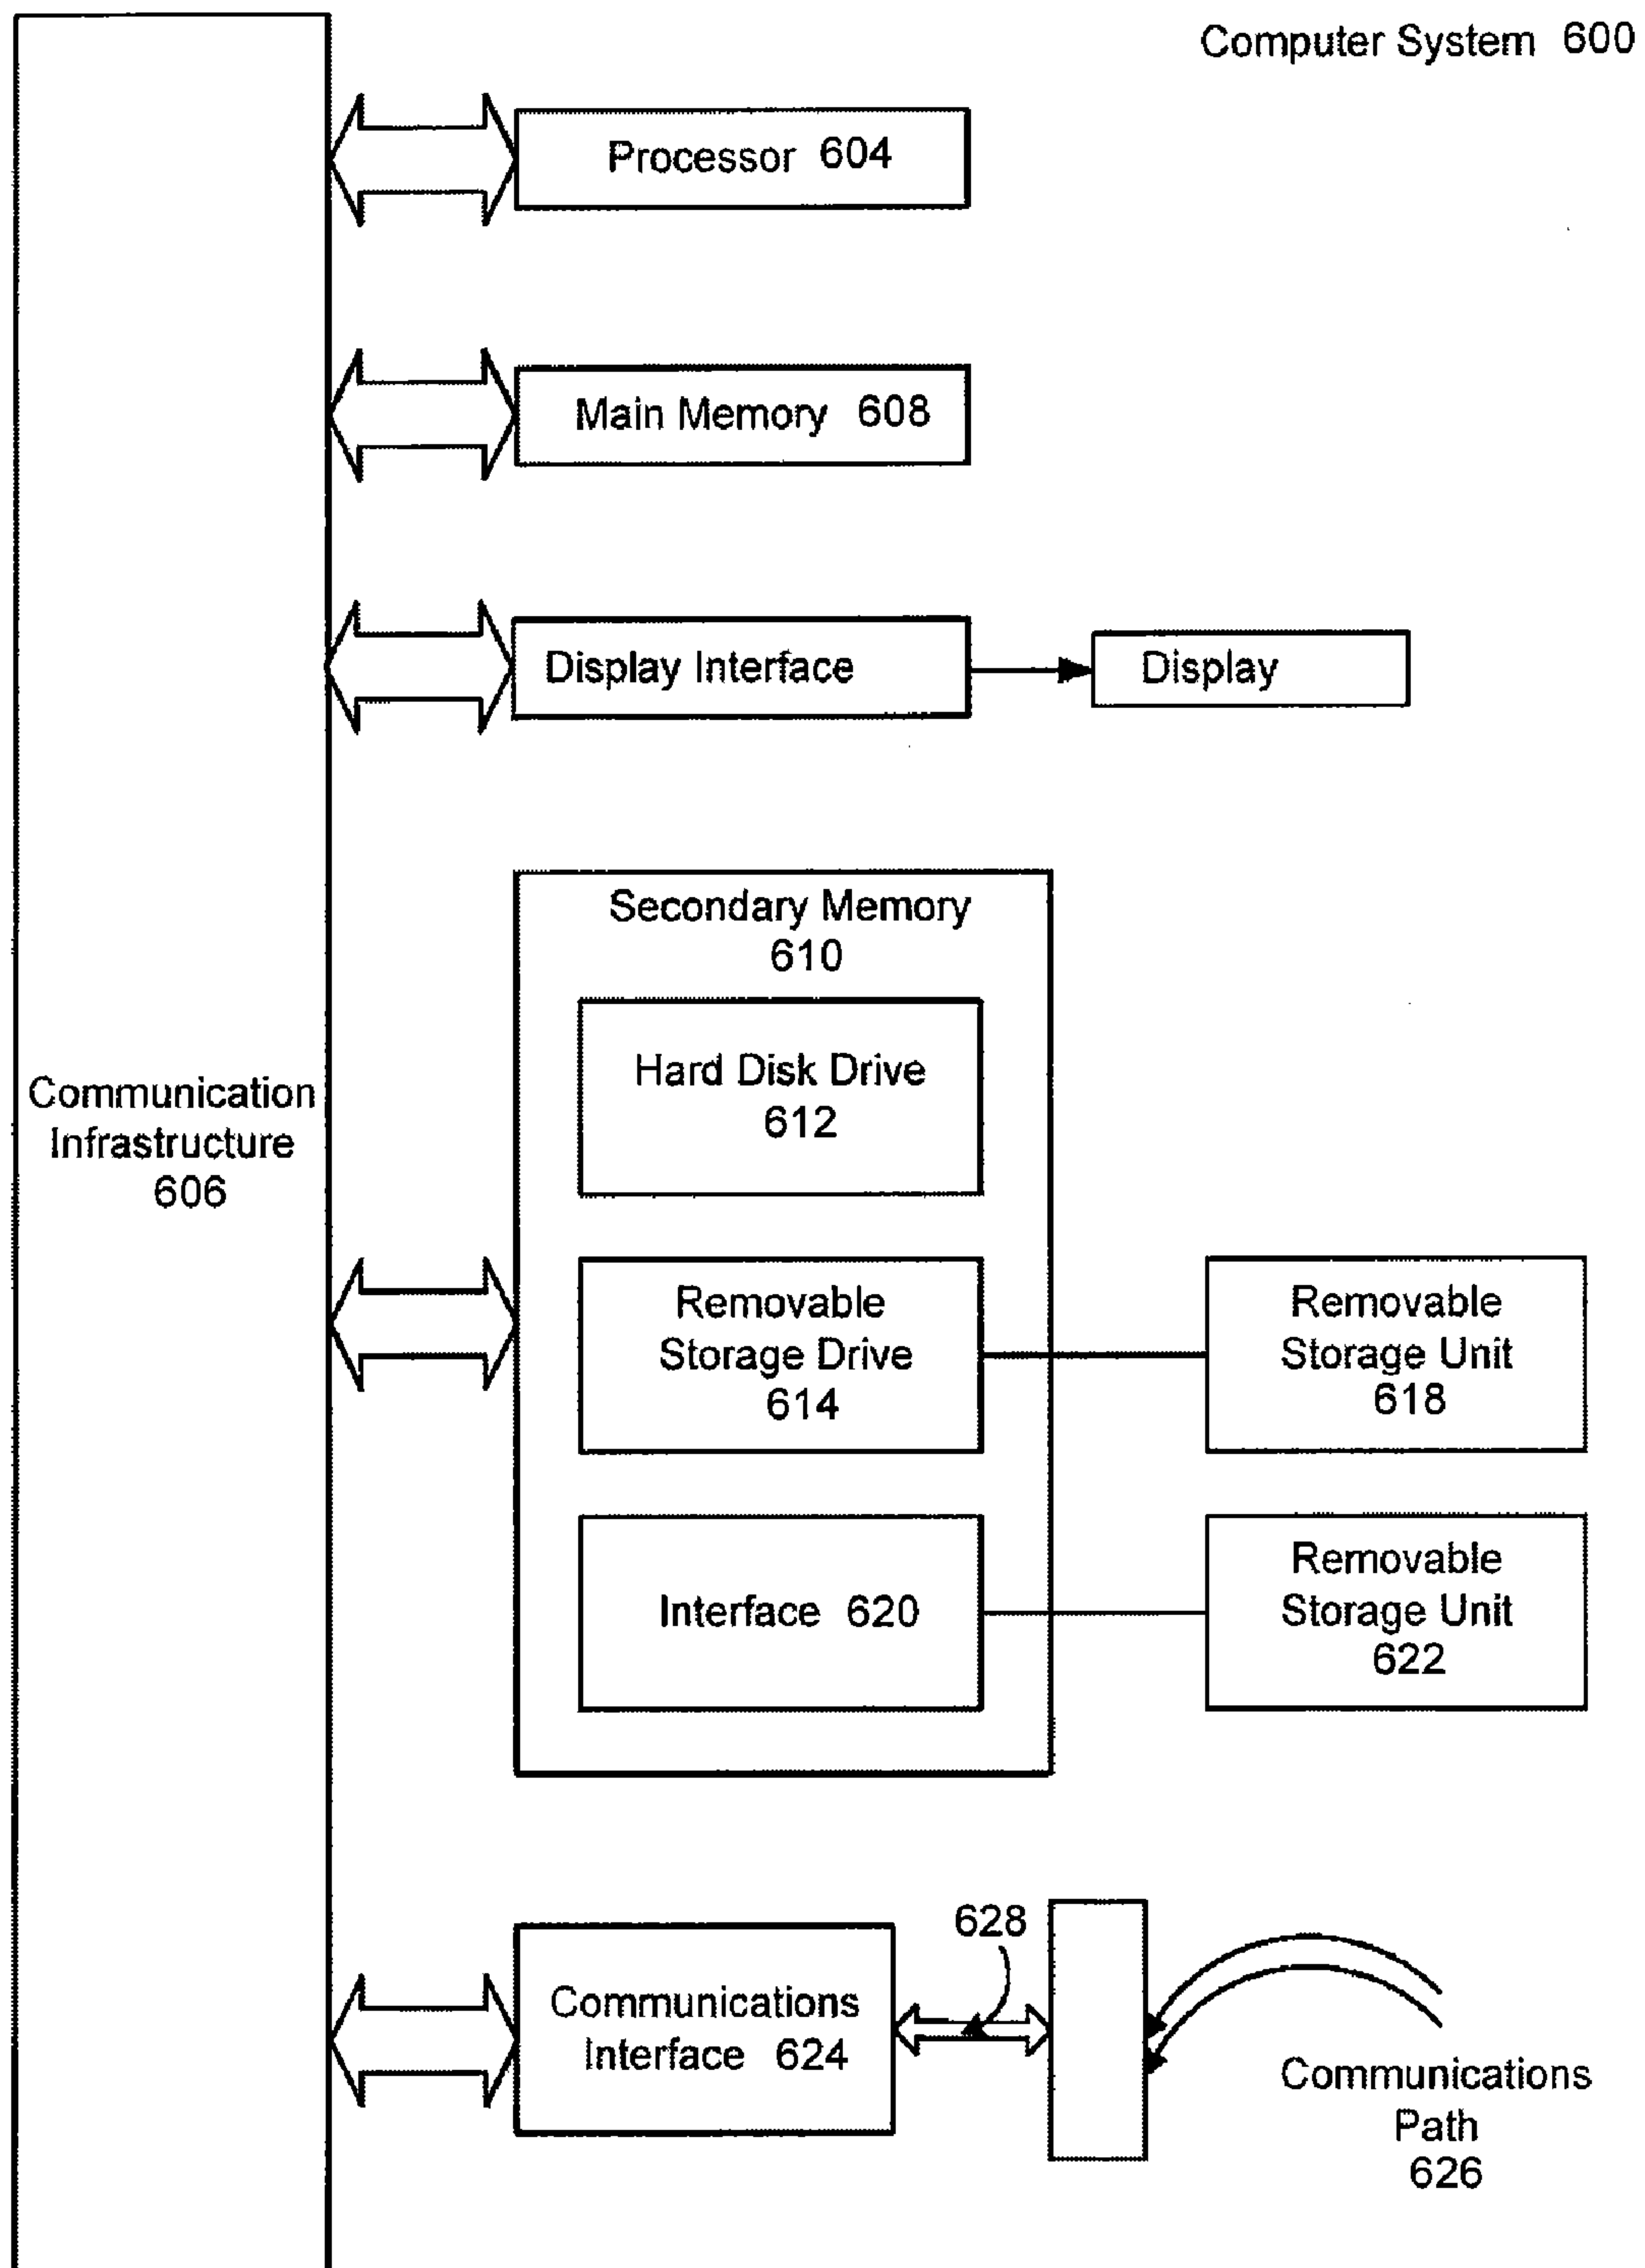 Computer System 600
Processor 604
Main Memory 608
Display Interface
Display
Secondary Memory
610
Hard Disk Drive
612
Communication
Infrastructure
606
Removable
Storage Drive
614
Removable
Storage Unit
618
Interface 620
Removable
Storage Unit
622
628
Communications
Interface 624
Communications
Path
626